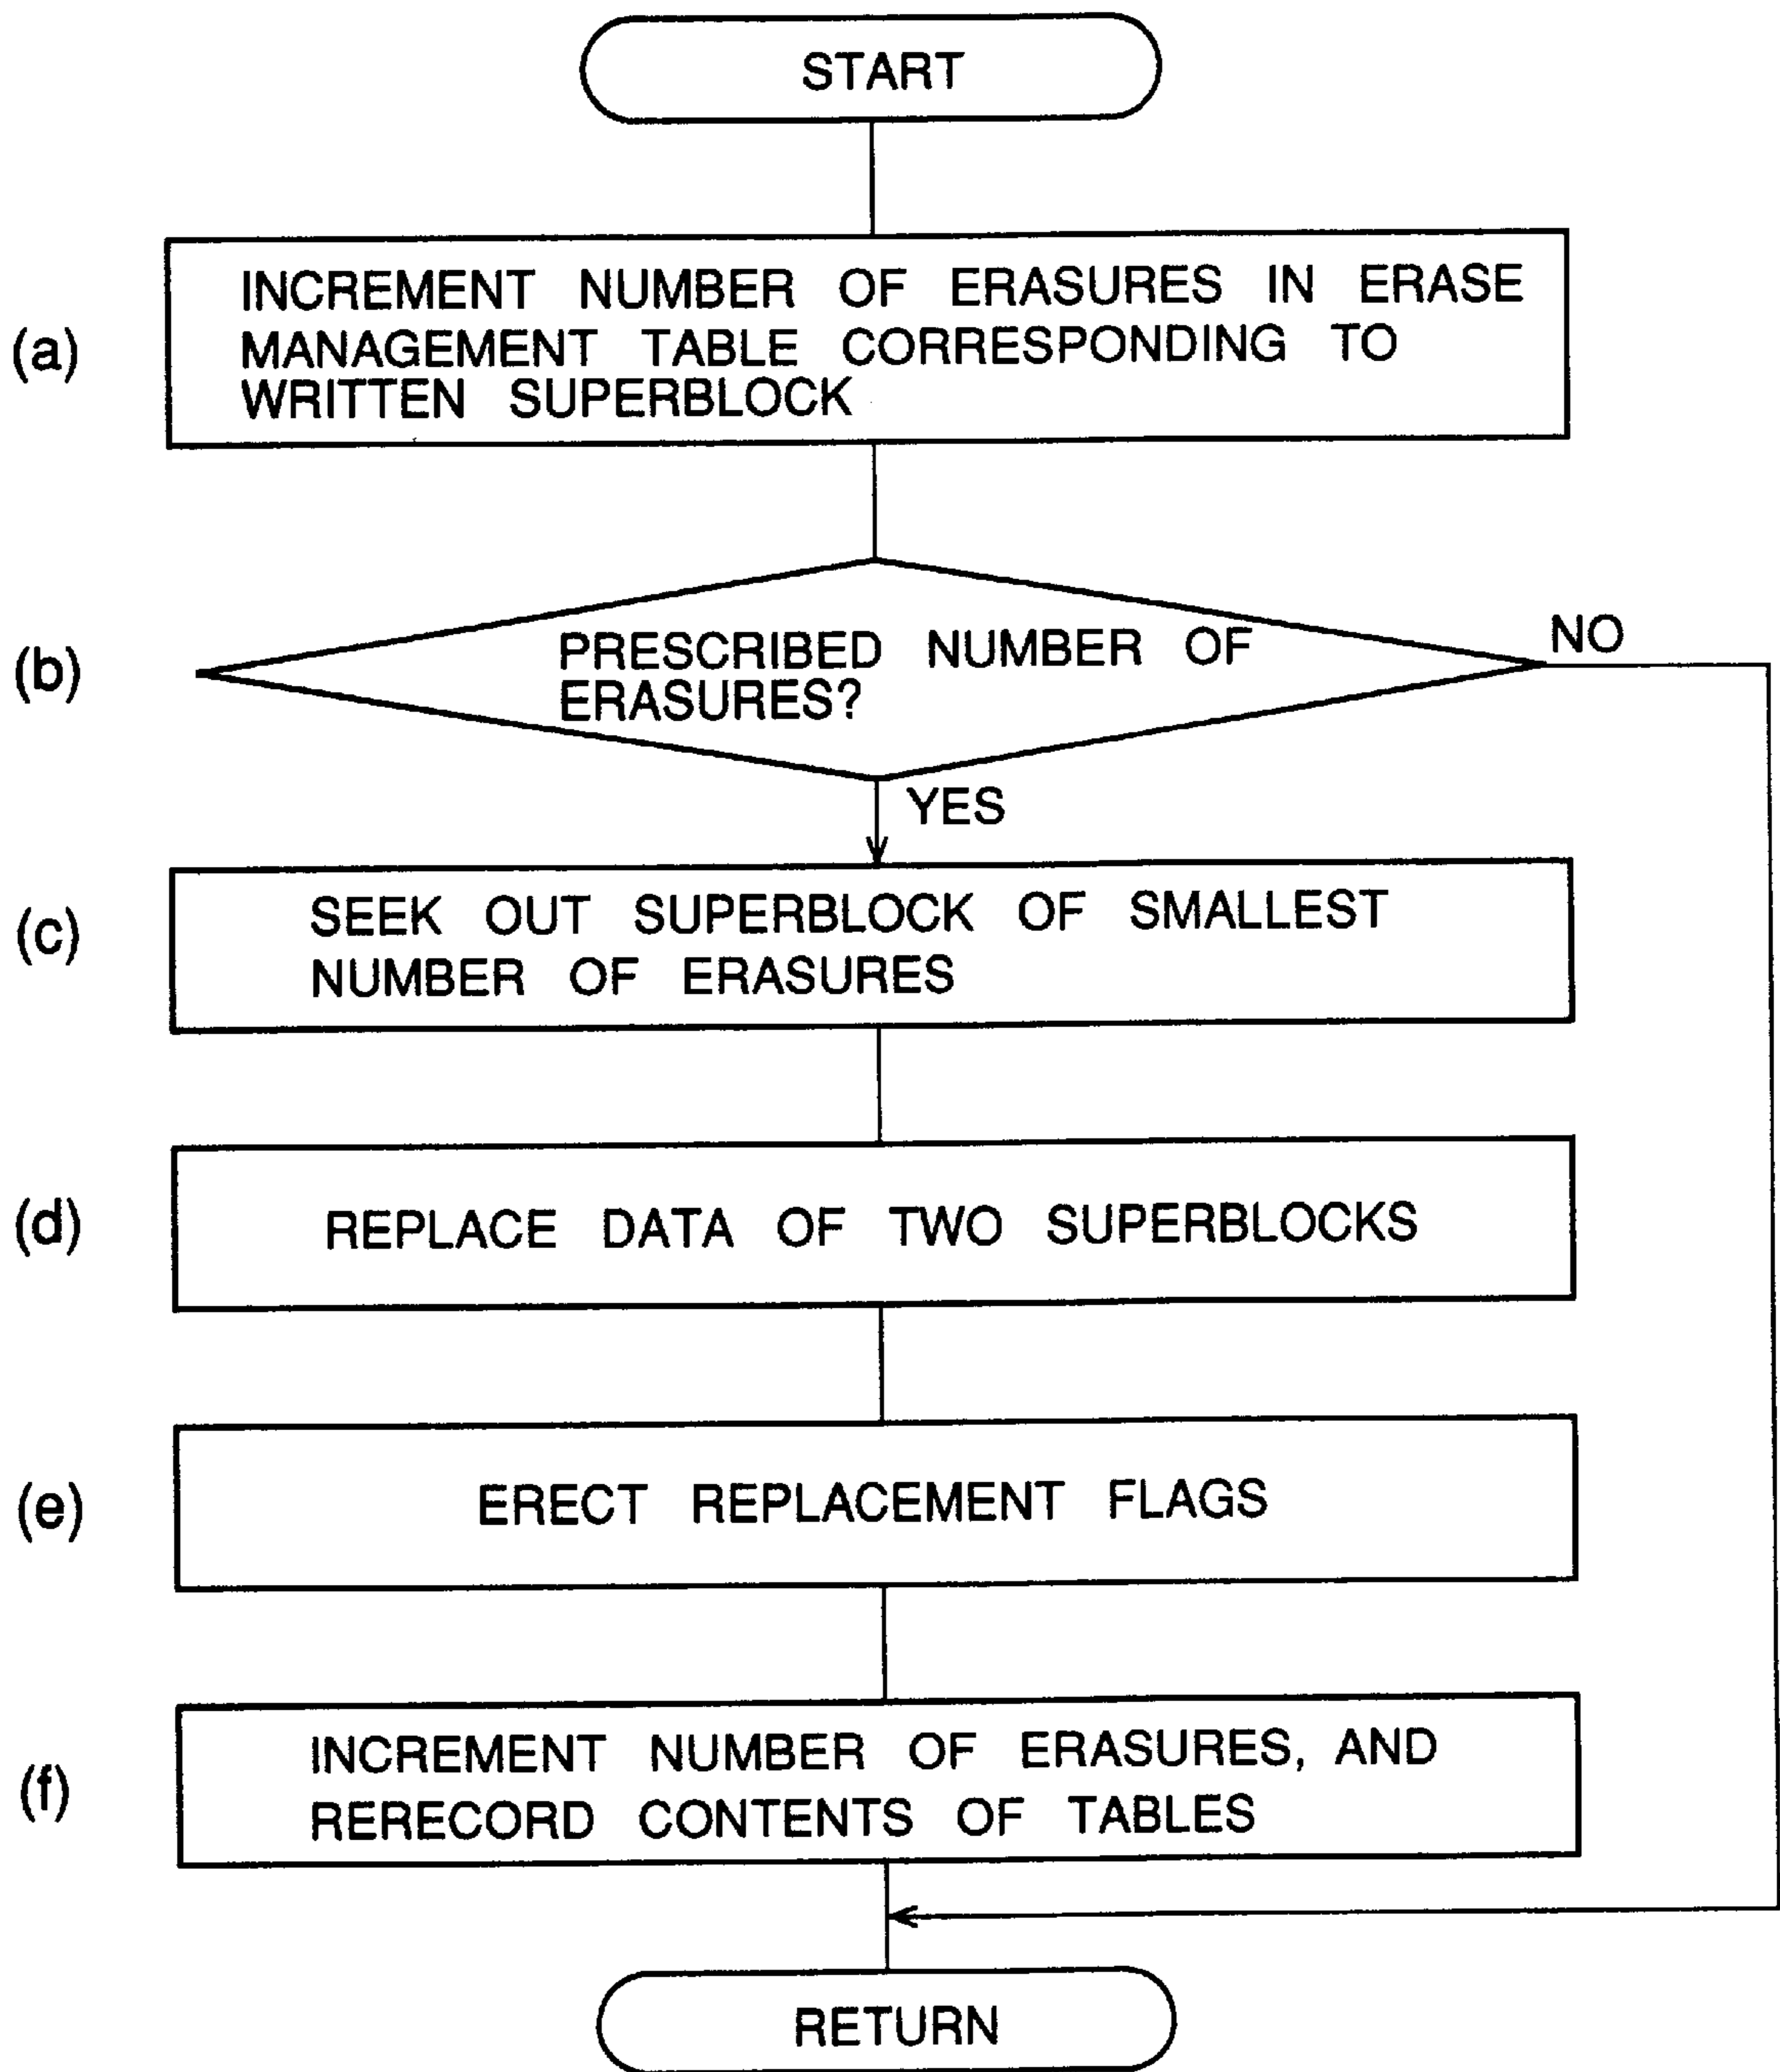 START
(a)
INCREMENT NUMBER OF ERASURES IN ERASE
MANAGEMENT TABLE CORRESPONDING TO
WRITTEN SUPERBLOCK
(b)
PRESCRIBED NUMBER OF
ERASURES?
NO
YES
(c)
SEEK OUT SUPERBLOCK OF SMALLEST
NUMBER OF ERASURES
(d)
REPLACE DATA OF TWO SUPERBLOCKS
(e)
ERECT REPLACEMENT FLAGS
(f)
INCREMENT NUMBER OF ERASURES, AND
RERECORD CONTENTS OF TABLES
RETURN